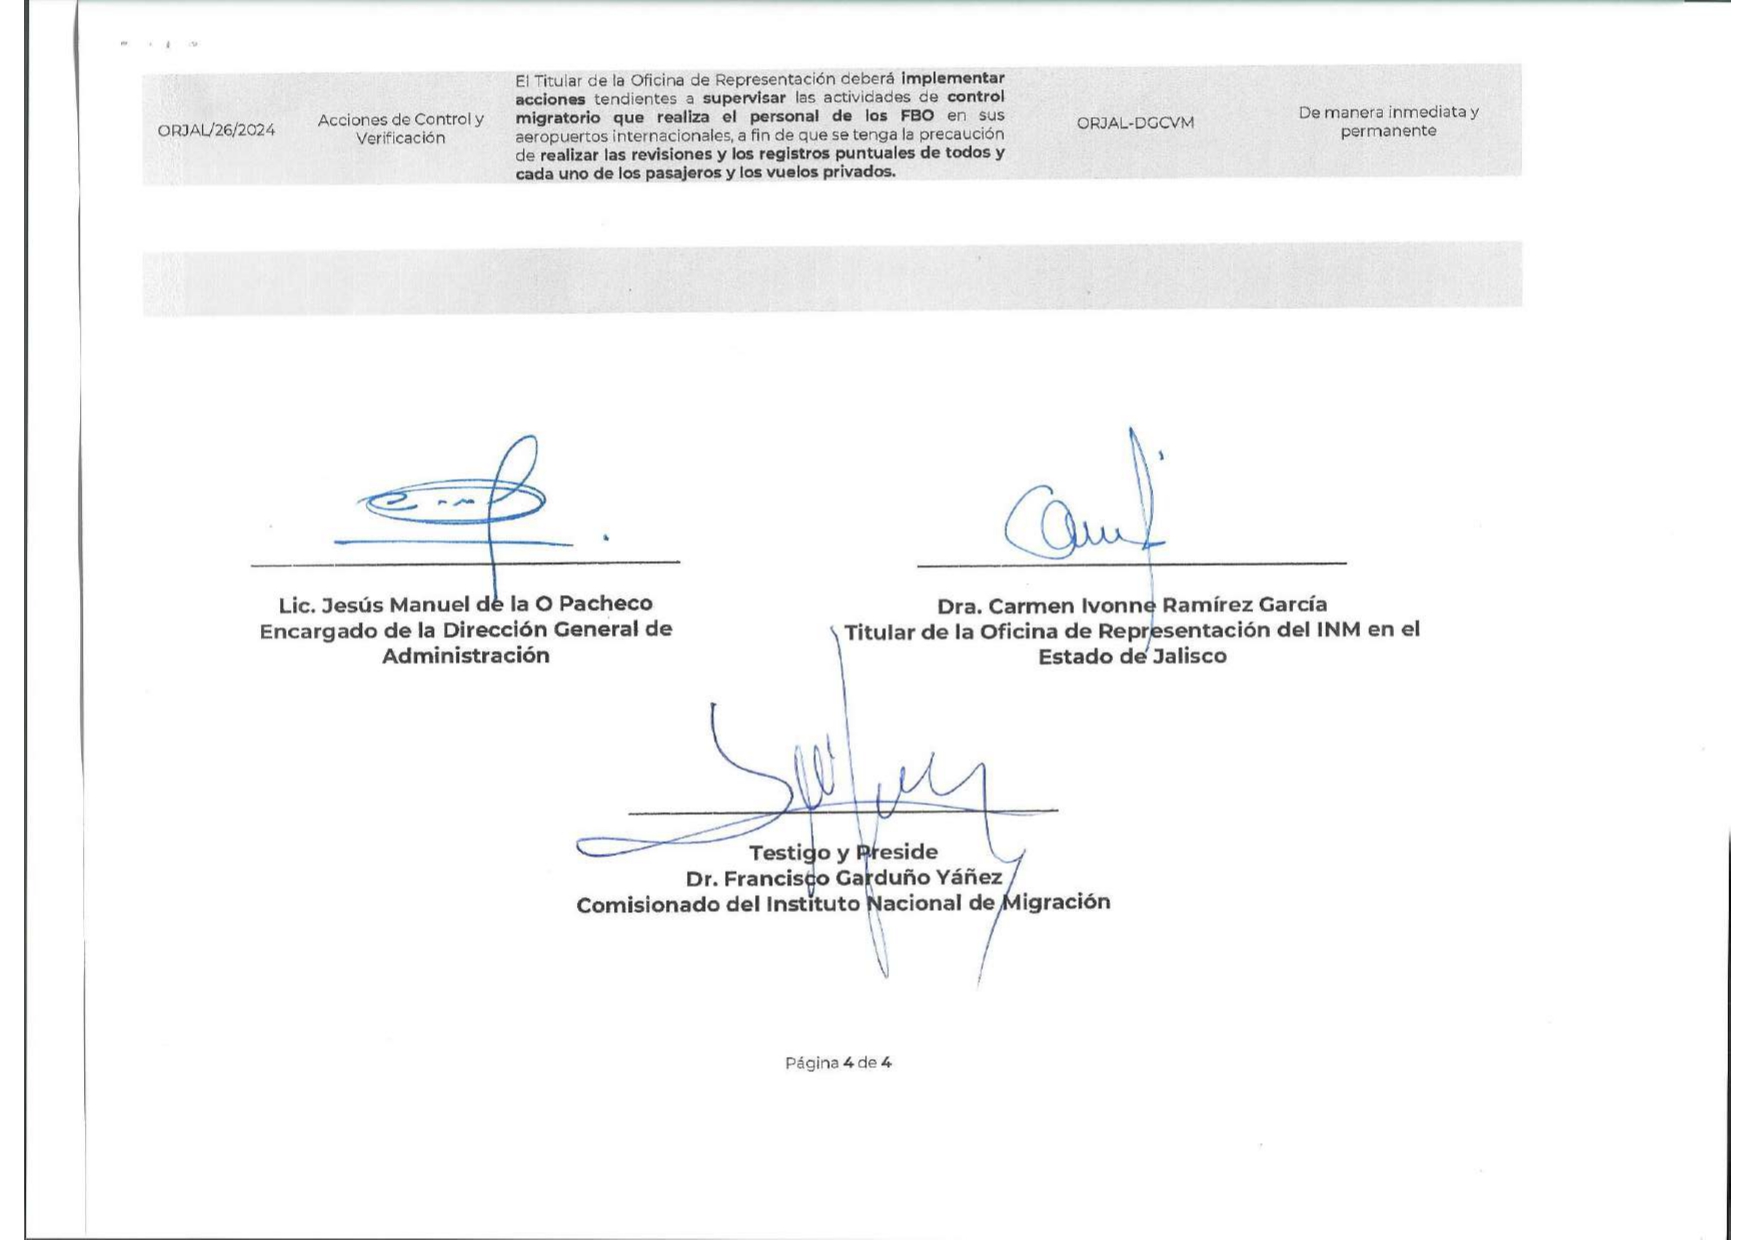 El Titular de la Oficina de Representación deberá implementar
acciones tendientes a supervisar las actividades de control
migratorio que realiza el personal de los FBO en sus
aeropuertos internacionales, a fin de que se tenga la precaución
de realizar las revisiones y los registros puntuales de todos y
cada uno de los pasajeros y los vuelos privados.
ORJAL/26/2024
Acciones de Control y
Verificación
ORJAL-DGCVM
De manera inmediata y
permanente
Lic. Jesús Manuel de la O Pacheco
Encargado de la Dirección General de
Administración
Dra. Carmen Ivonne Ramírez García
Titular de la Oficina de Representación del INM en el
Estado de Jalisco
Testigo y Preside
Dr. Francisco Garduño Yáñez
Comisionado del Instituto Nacional de Migración
Página 4 de 4